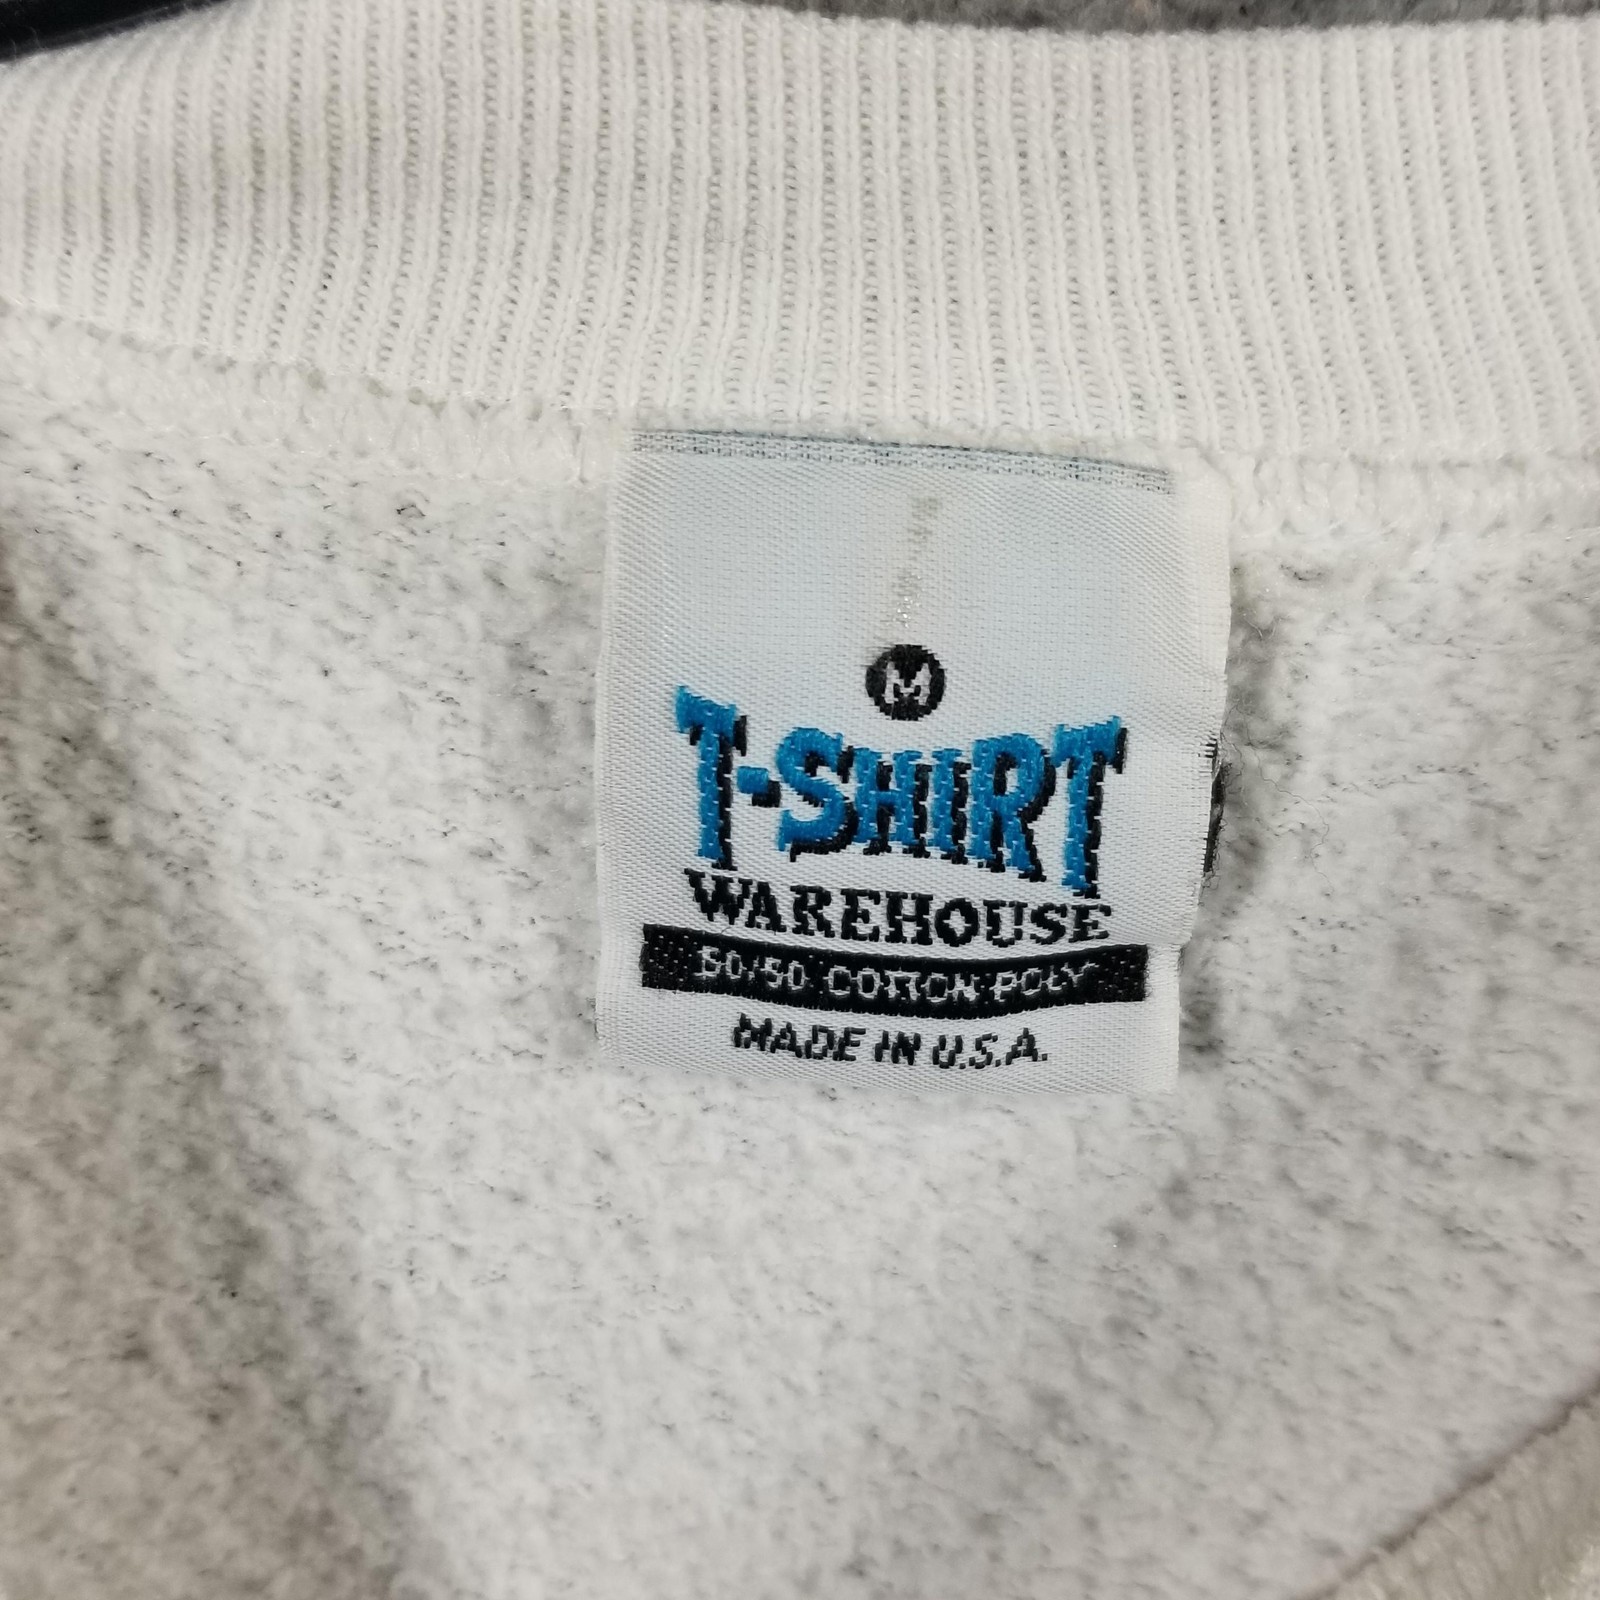 M
T-SHIRT
WAREHOUSE
50/50 COTTON POLY
MADE IN U.S.A.